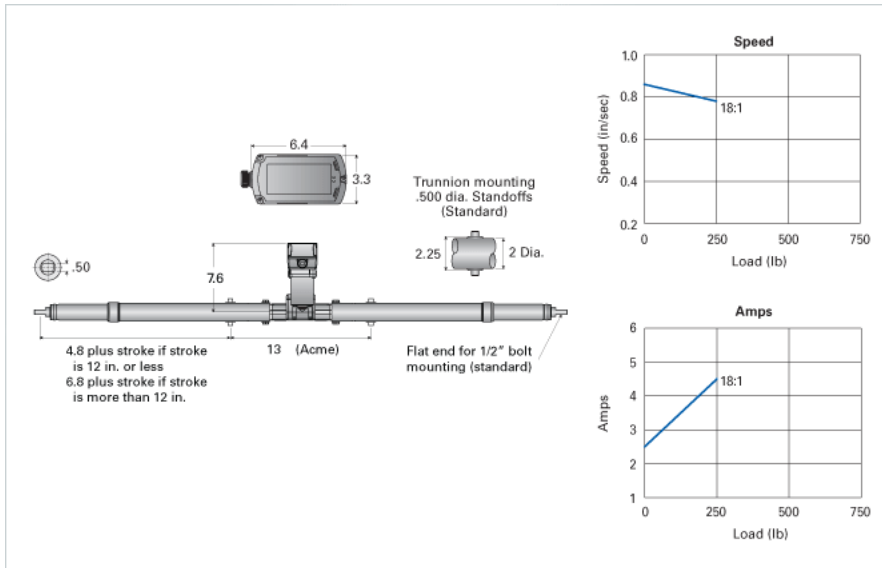 6.4
3.3
Trunnion mounting
.500 dia. Standoffs
(Standard)
2.25
2 Dia.
.50
7.6
4.8 plus stroke if stroke
is 12 in. or less
6.8 plus stroke if stroke
is more than 12 in.
13 (Acme)
Flat end for 1/2" bolt
mounting (standard)
Speed
Speed (in/sec)
1.0
0.8
0.6
0.4
0.2
18:1
0 250 500 750
Load (lb)
Amps
Amps
6
5
4
3
2
1
18:1
0 250 500 750
Load (lb)